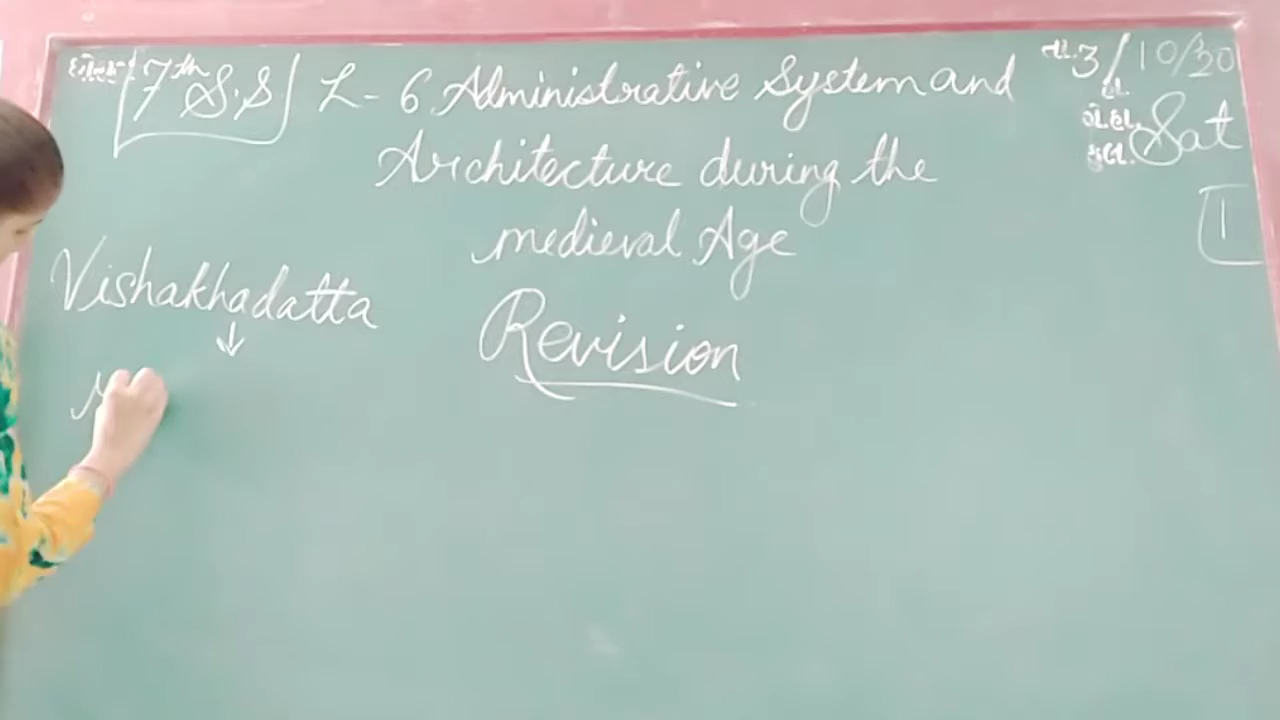 7th S.S L - 6 Administrative System and
Architecture during the
medieval Age
તા. 3/10/20
Sat
1
Vishakhadatta
↓
M
Revision